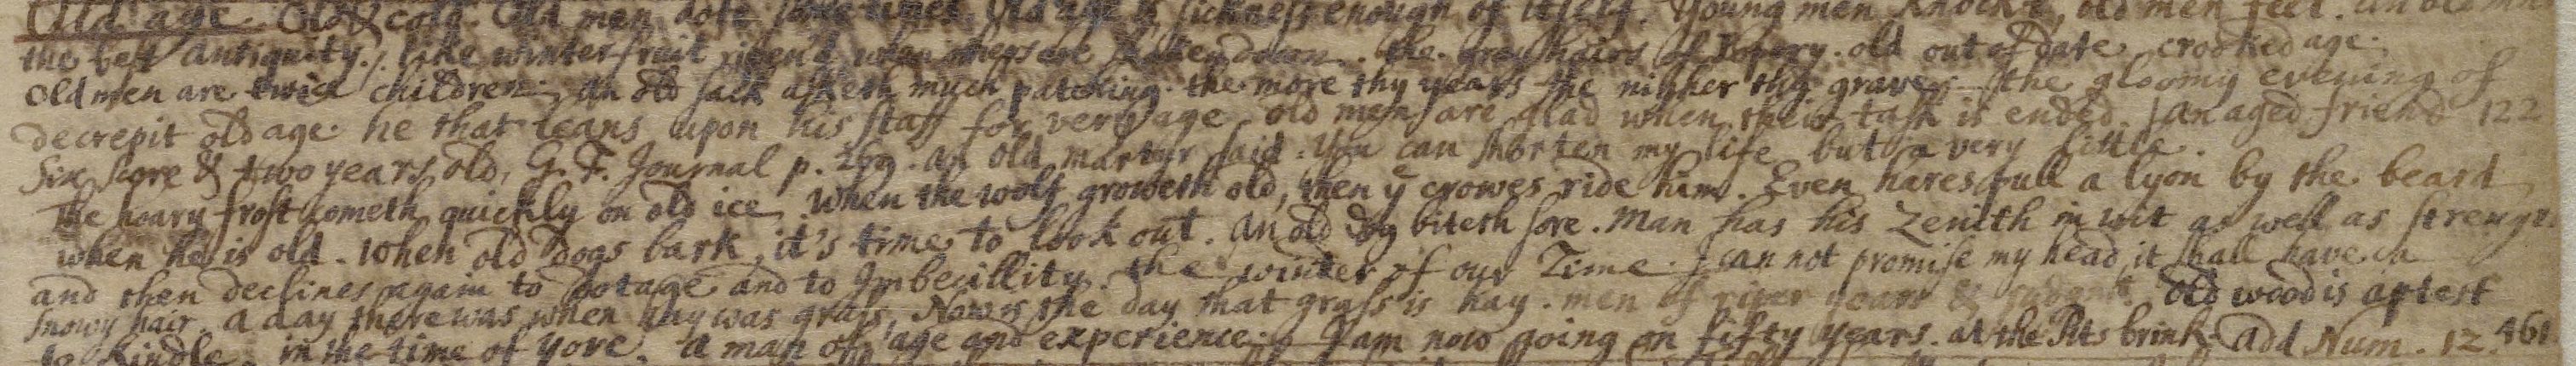 Old age. Old & cold. Old men dote sometimes. Old age is sickness enough of itself. Young men knockt, old men feel. an old man
the best antiquity. like winter fruit ripen'd when others are shaken down. the gray hairs of Popery. old out of date crooked age.
Old men are twice children. An old sack asketh much patching. the more thy years the nigher thy grave. the gloomy evening of
decrepit old age. he that leans upon his staff for very age. old men are glad when their task is ended. an aged friend 122
Six score & two years old, G. F. Journal p. 269. an old martyr said: You can shorten my life but a very little.
The hoary frost cometh quickly on old ice. When the wolf groweth old, then yͤ crowes ride him. Even hares pull a lyon by the beard
when he is old. When old dogs bark, it's time to look out. An old dog biteth sore. Man has his Zenith in wit as well as strengt
and then declines again to dotage and to Imbecillity. the winter of our Time. I can not promise my head, it shall have a
snowy hair. a day there was when hay was grass, Now is the day that grass is hay. men of riper years & Old wood is aptest
to kindle. in the time of yore. A man of age and experience. I am now going on fifty years. at the Pits brink. Add Num. 12. 461